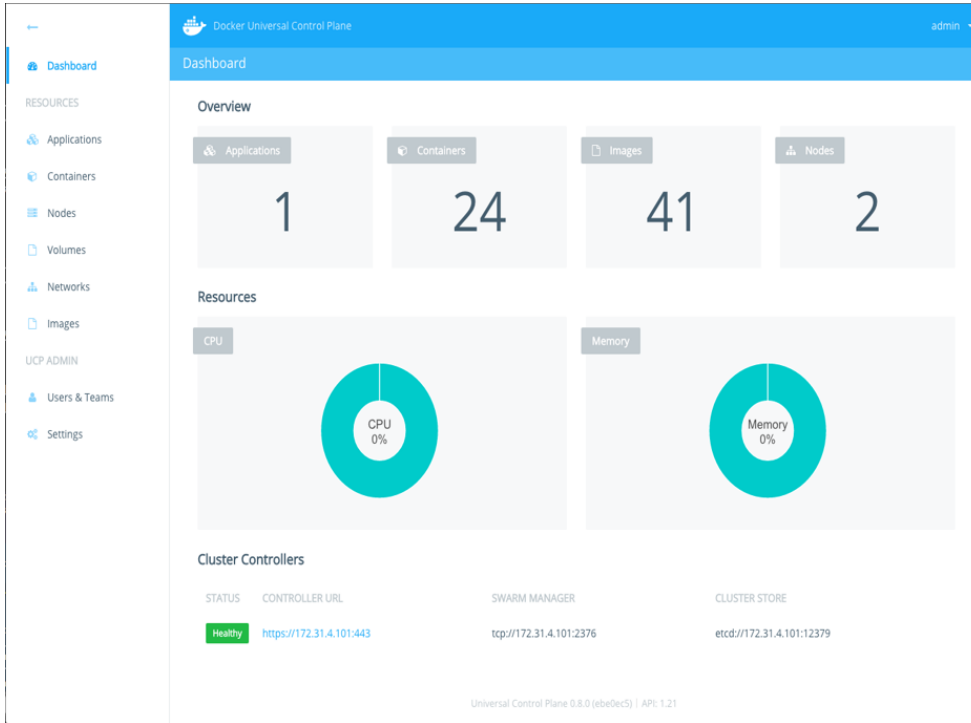 ←
Docker Universal Control Plane
admin
Dashboard
Dashboard
RESOURCES
Applications
Containers
Nodes
Volumes
Networks
Images
UCP ADMIN
Users & Teams
Settings
Overview
Applications
1
Containers
24
Images
41
Nodes
2
Resources
CPU
CPU
0%
Memory
Memory
0%
Cluster Controllers
STATUS CONTROLLER URL SWARM MANAGER CLUSTER STORE
Healthy https://172.31.4.101:443 tcp://172.31.4.101:2376 etcd://172.31.4.101:12379
Universal Control Plane 0.8.0 (ebe0ec5) | API: 1.21